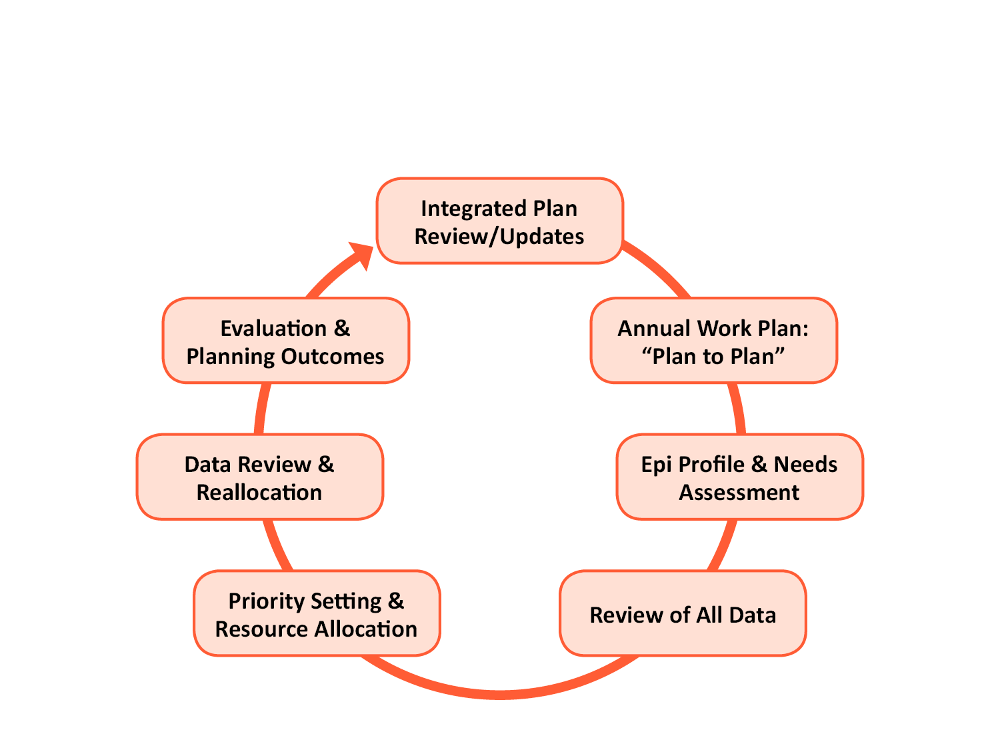 Integrated Plan
Review/Updates
Annual Work Plan:
“Plan to Plan”
Epi Profile & Needs
Assessment
Review of All Data
Priority Setting &
Resource Allocation
Data Review &
Reallocation
Evaluation &
Planning Outcomes